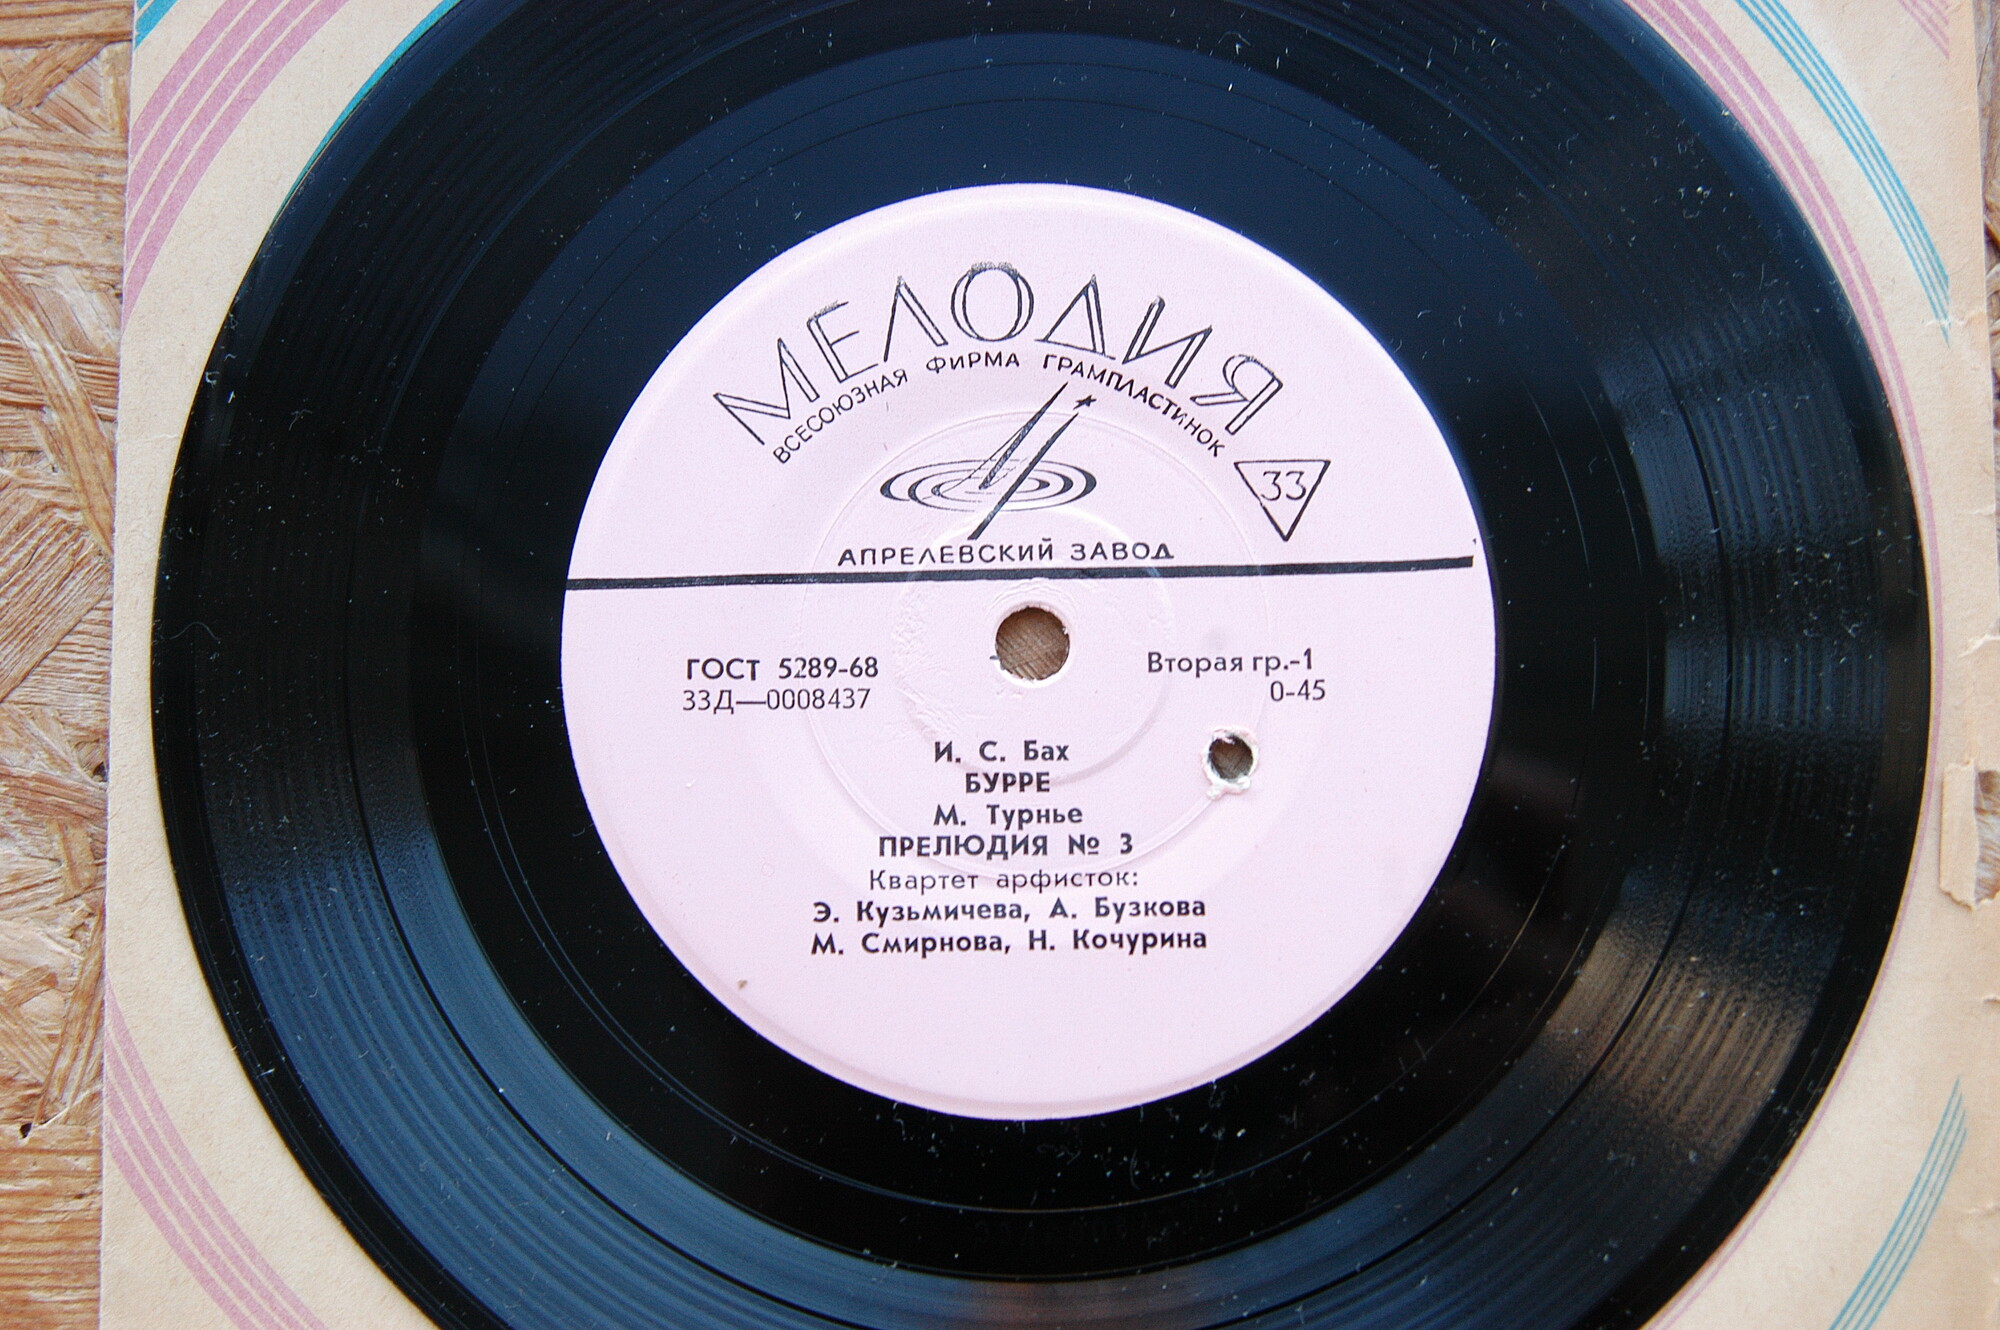 МЕЛОДИЯ
ВСЕСОЮЗНАЯ ФИРМА ГРАМПЛАСТИНОК
33
АПРЕЛЕВСКИЙ ЗАВОД
ГОСТ 5289-68
Вторая гр.-1
33Д—0008437
0-45
И. С. Бах
БУРРЕ
М. Турнье
ПРЕЛЮДИЯ № 3
Квартет арфисток:
Э. Кузьмичева, А. Бузкова
М. Смирнова, Н. Кочурина